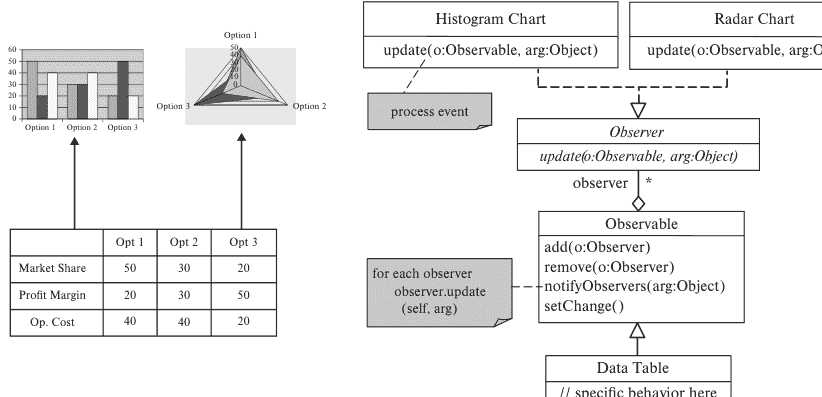 60
50
40
30
20
10
0
Option 1 Option 2 Option 3
Option 1
50
40
30
20
10
0
Option 3
Option 2
Opt 1 Opt 2 Opt 3
Market Share 50 30 20
Profit Margin 20 30 50
Op. Cost 40 40 20
Histogram Chart
update(o:Observable, arg:Object)
Radar Chart
update(o:Observable, arg:O
process event
Observer
update(o:Observable, arg:Object)
observer *
Observable
add(o:Observer)
remove(o:Observer)
notifyObservers(arg:Object)
setChange()
for each observer
observer.update
(self, arg)
Data Table
// specific behavior here